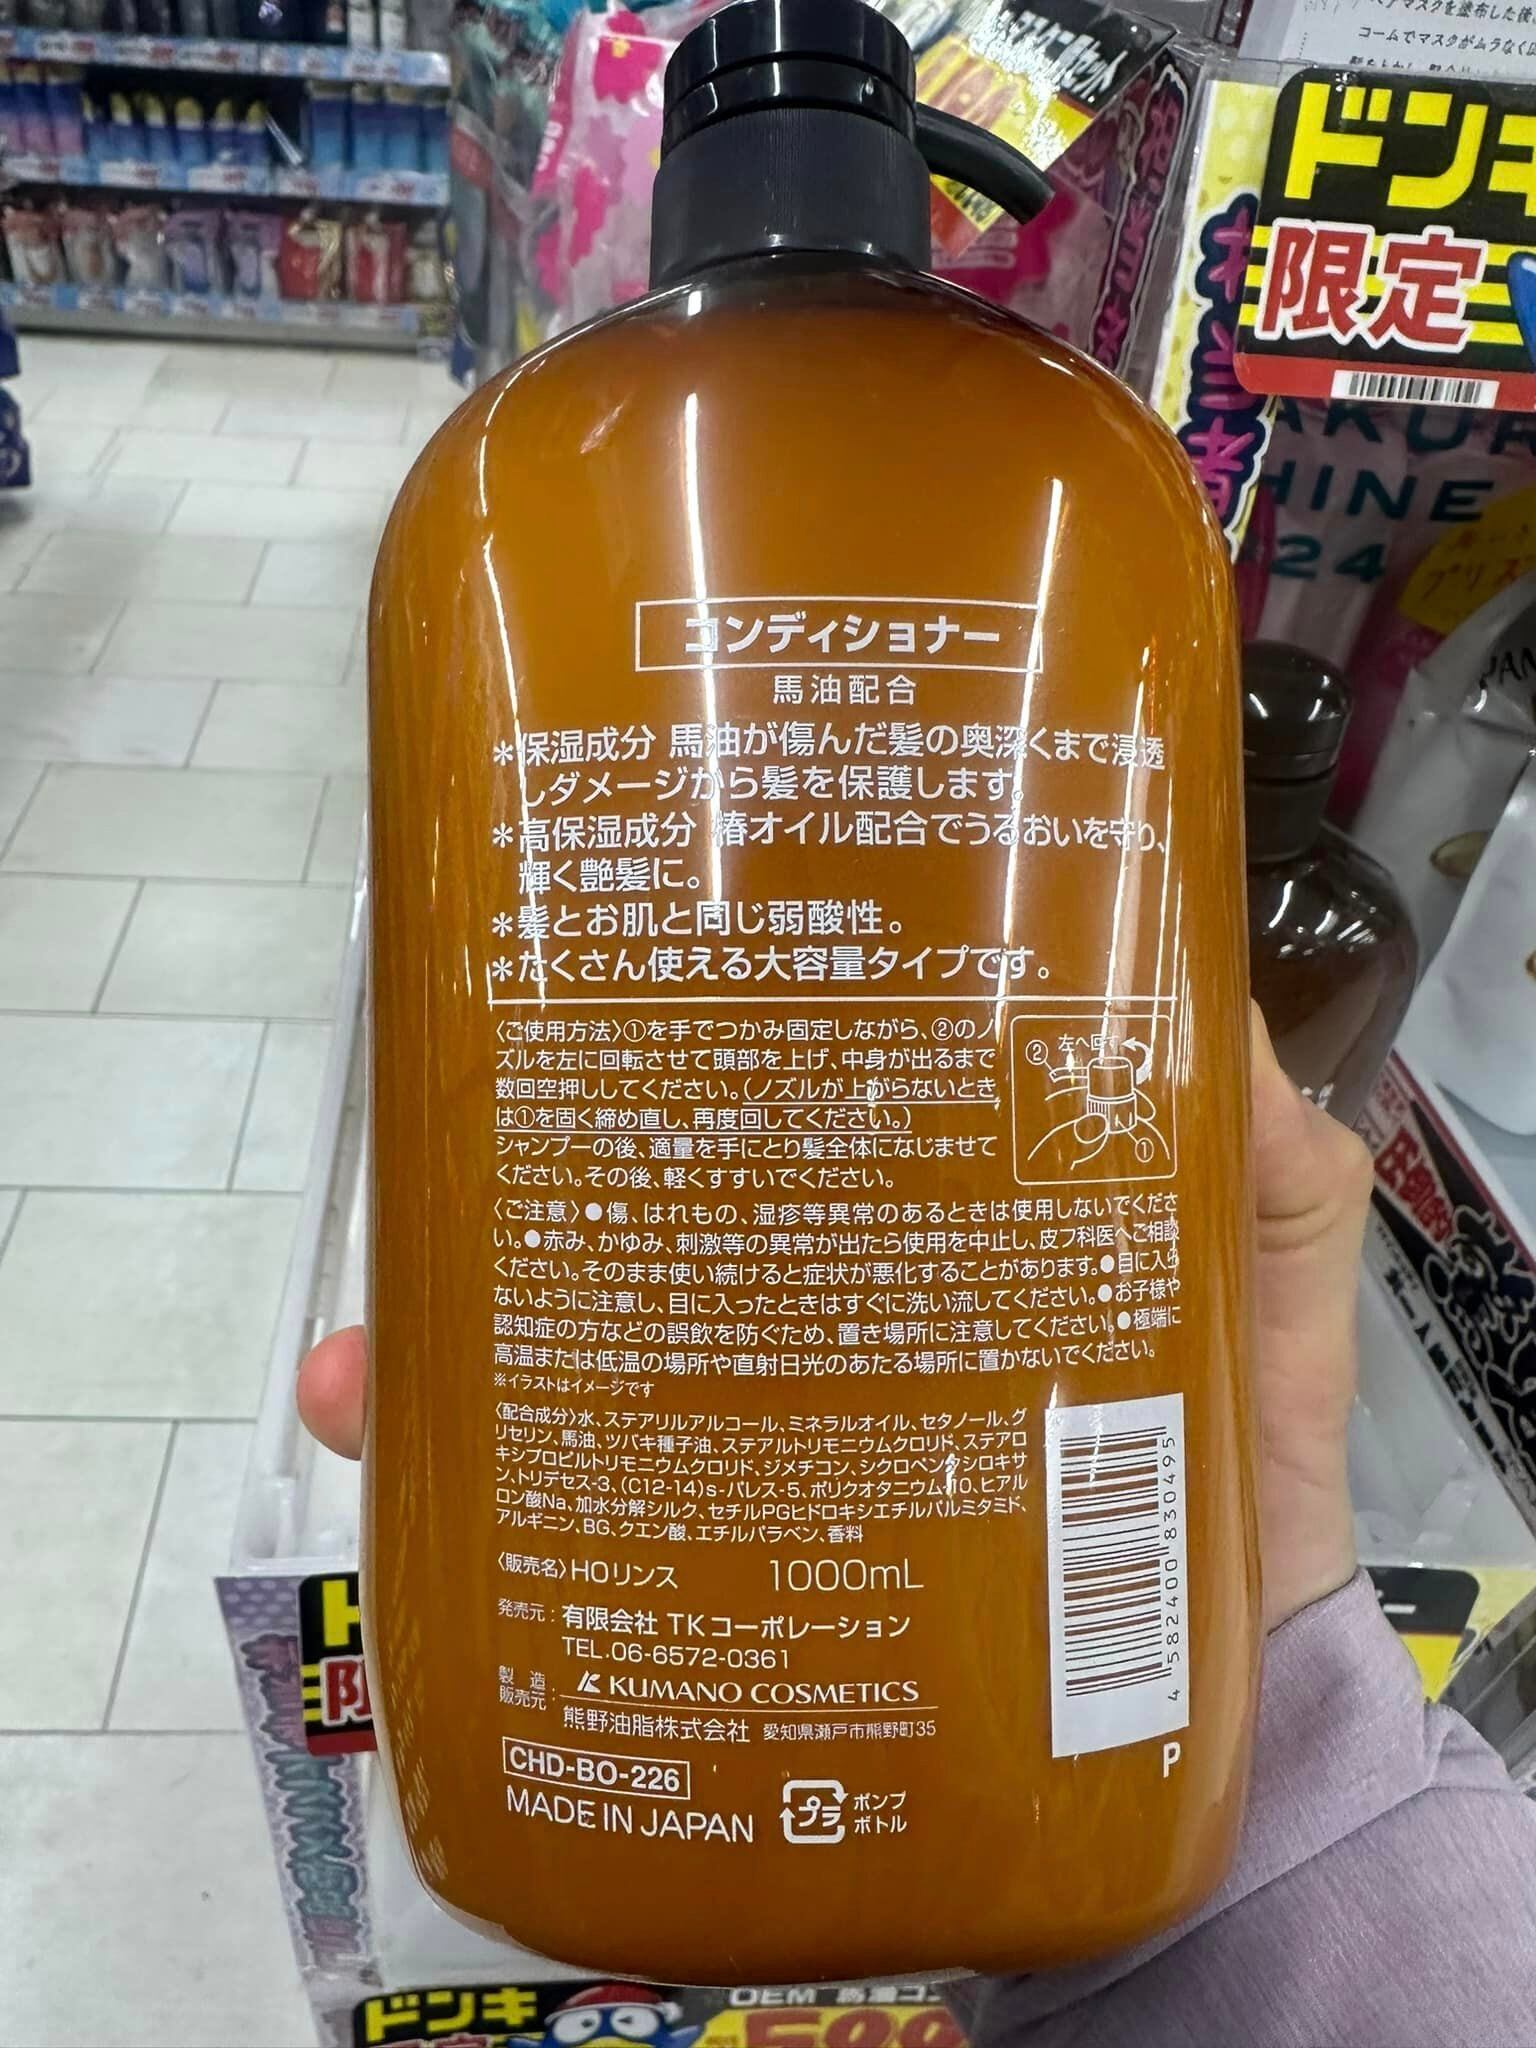 ドンキ
限定
コームでマスクがムラなく
HINE
24
コンディショナー
馬油配合
*保湿成分 馬油が傷んだ髪の奥深くまで浸透
しダメージから髪を保護します。
*高保湿成分 椿オイル配合でうるおいを守り、
輝く艶髪に。
*髪とお肌と同じ弱酸性。
*たくさん使える大容量タイプです。
〈ご使用方法〉①を手でつかみ固定しながら、②のノ
ズルを左に回転させて頭部を上げ、中身が出るまで
数回空押ししてください。(ノズルが上がらないとき
は①を固く締め直し、再度回してください。)
シャンプーの後、適量を手にとり髪全体になじませて
ください。その後、軽くすすいでください。
② 左へ回す
①
〈ご注意〉●傷、はれもの、湿疹等異常のあるときは使用しないでくださ
い。●赤み、かゆみ、刺激等の異常が出たら使用を中止し、皮フ科医へご相談
ください。そのまま使い続けると症状が悪化することがあります。●目に入ら
ないように注意し、目に入ったときはすぐに洗い流してください。●お子様や
認知症の方などの誤飲を防ぐため、置き場所に注意してください。●極端に
高温または低温の場所や直射日光のあたる場所に置かないでください。
※イラストはイメージです
〈配合成分〉水、ステアリルアルコール、ミネラルオイル、セタノール、グ
リセリン、馬油、ツバキ種子油、ステアルトリモニウムクロリド、ステアロ
キシプロピルトリモニウムクロリド、ジメチコン、シクロペンタシロキサ
ン、トリデセス-3、(C12-14)s-パレス-5、ポリクオタニウム-10、ヒアル
ロン酸Na、加水分解シルク、セチルPGヒドロキシエチルパルミタミド、
アルギニン、BG、クエン酸、エチルパラベン、香料
〈販売名〉HOリンス 1000mL
発売元: 有限会社 TKコーポレーション
TEL.06-6572-0361
製造販売元: KUMANO COSMETICS
熊野油脂株式会社 愛知県瀬戸市熊野町35
CHD-BO-226
MADE IN JAPAN
プラ
ポンプ
ボトル
4582400830495
P
ドンキ
OEM 馬油コン